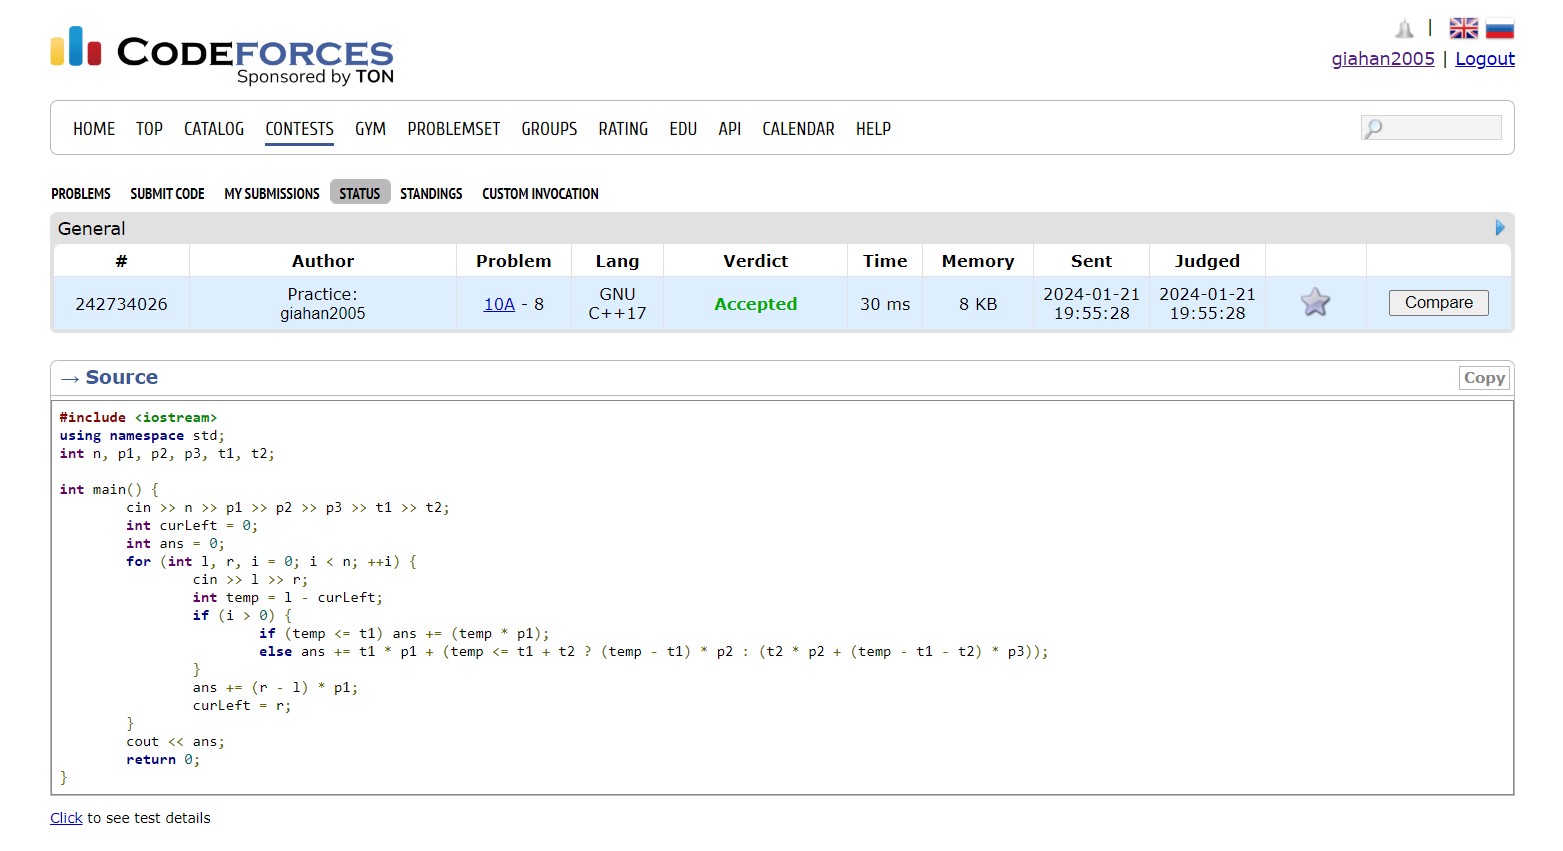 CODEFORCES
Sponsored by TON
|
giahan2005 | Logout
HOME TOP CATALOG CONTESTS GYM PROBLEMSET GROUPS RATING EDU API CALENDAR HELP
PROBLEMS SUBMIT CODE MY SUBMISSIONS STATUS STANDINGS CUSTOM INVOCATION
General
# Author Problem Lang Verdict Time Memory Sent Judged
242734026 Practice: giahan2005 10A - 8 GNU C++17 Accepted 30 ms 8 KB 2024-01-21 19:55:28 2024-01-21 19:55:28 Compare
→ Source Copy
#include <iostream>
using namespace std;
int n, p1, p2, p3, t1, t2;

int main() {
        cin >> n >> p1 >> p2 >> p3 >> t1 >> t2;
        int curLeft = 0;
        int ans = 0;
        for (int l, r, i = 0; i < n; ++i) {
                cin >> l >> r;
                int temp = l - curLeft;
                if (i > 0) {
                        if (temp <= t1) ans += (temp * p1);
                        else ans += t1 * p1 + (temp <= t1 + t2 ? (temp - t1) * p2 : (t2 * p2 + (temp - t1 - t2) * p3));
                }
                ans += (r - l) * p1;
                curLeft = r;
        }
        cout << ans;
        return 0;
}
Click to see test details